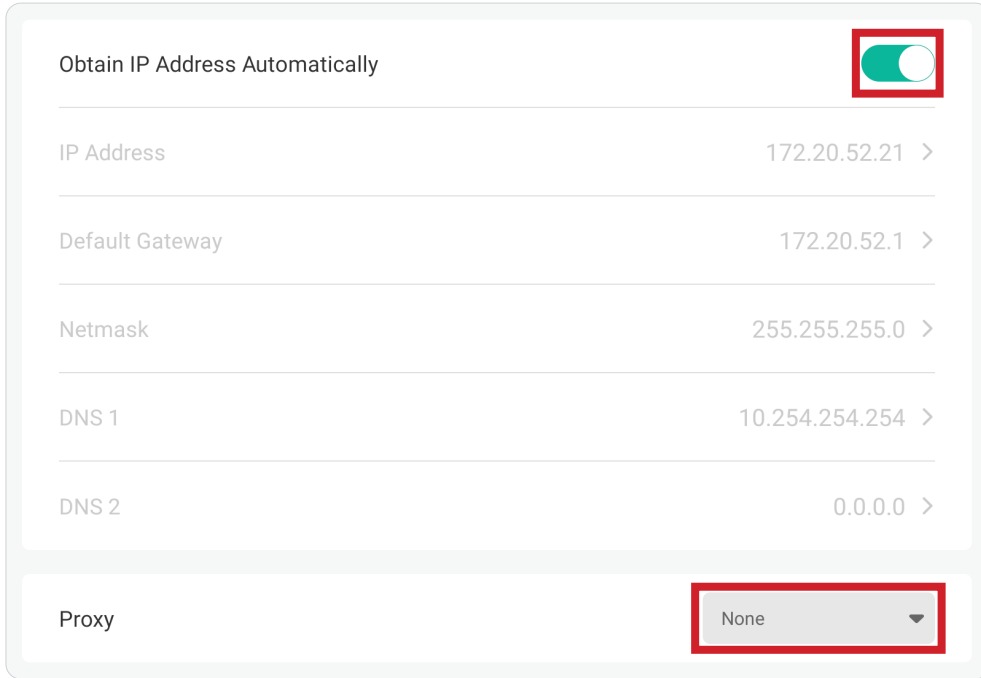 Obtain IP Address Automatically
IP Address 172.20.52.21
Default Gateway 172.20.52.1
Netmask 255.255.255.0
DNS 1 10.254.254.254
DNS 2 0.0.0.0
Proxy None